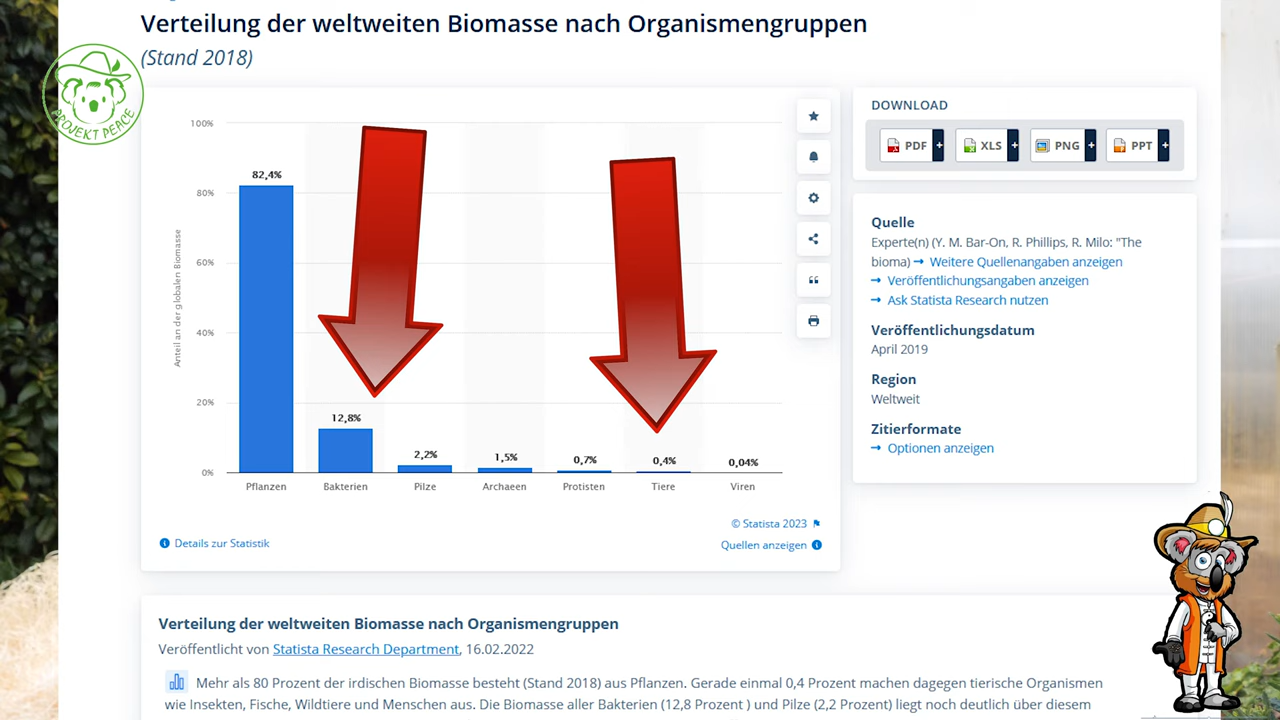 Verteilung der weltweiten Biomasse nach Organismengruppen
(Stand 2018)
PROJEKT PEACE
100%
80%
60%
40%
20%
0%
Anteil an der globalen Biomasse
82,4%
12,8%
2,2%
1,5%
0,7%
0,4%
0,04%
Pflanzen
Bakterien
Pilze
Archaeen
Protisten
Tiere
Viren
© Statista 2023
Details zur Statistik
Quellen anzeigen
DOWNLOAD
PDF +
XLS +
PNG +
PPT +
Quelle
Experte(n) (Y. M. Bar-On, R. Phillips, R. Milo: "The
bioma) → Weitere Quellenangaben anzeigen
→ Veröffentlichungsangaben anzeigen
→ Ask Statista Research nutzen
Veröffentlichungsdatum
April 2019
Region
Weltweit
Zitierformate
→ Optionen anzeigen
Verteilung der weltweiten Biomasse nach Organismengruppen
Veröffentlicht von Statista Research Department, 16.02.2022
Mehr als 80 Prozent der irdischen Biomasse besteht (Stand 2018) aus Pflanzen. Gerade einmal 0,4 Prozent machen dagegen tierische Organismen
wie Insekten, Fische, Wildtiere und Menschen aus. Die Biomasse aller Bakterien (12,8 Prozent ) und Pilze (2,2 Prozent) liegt noch deutlich über diesem